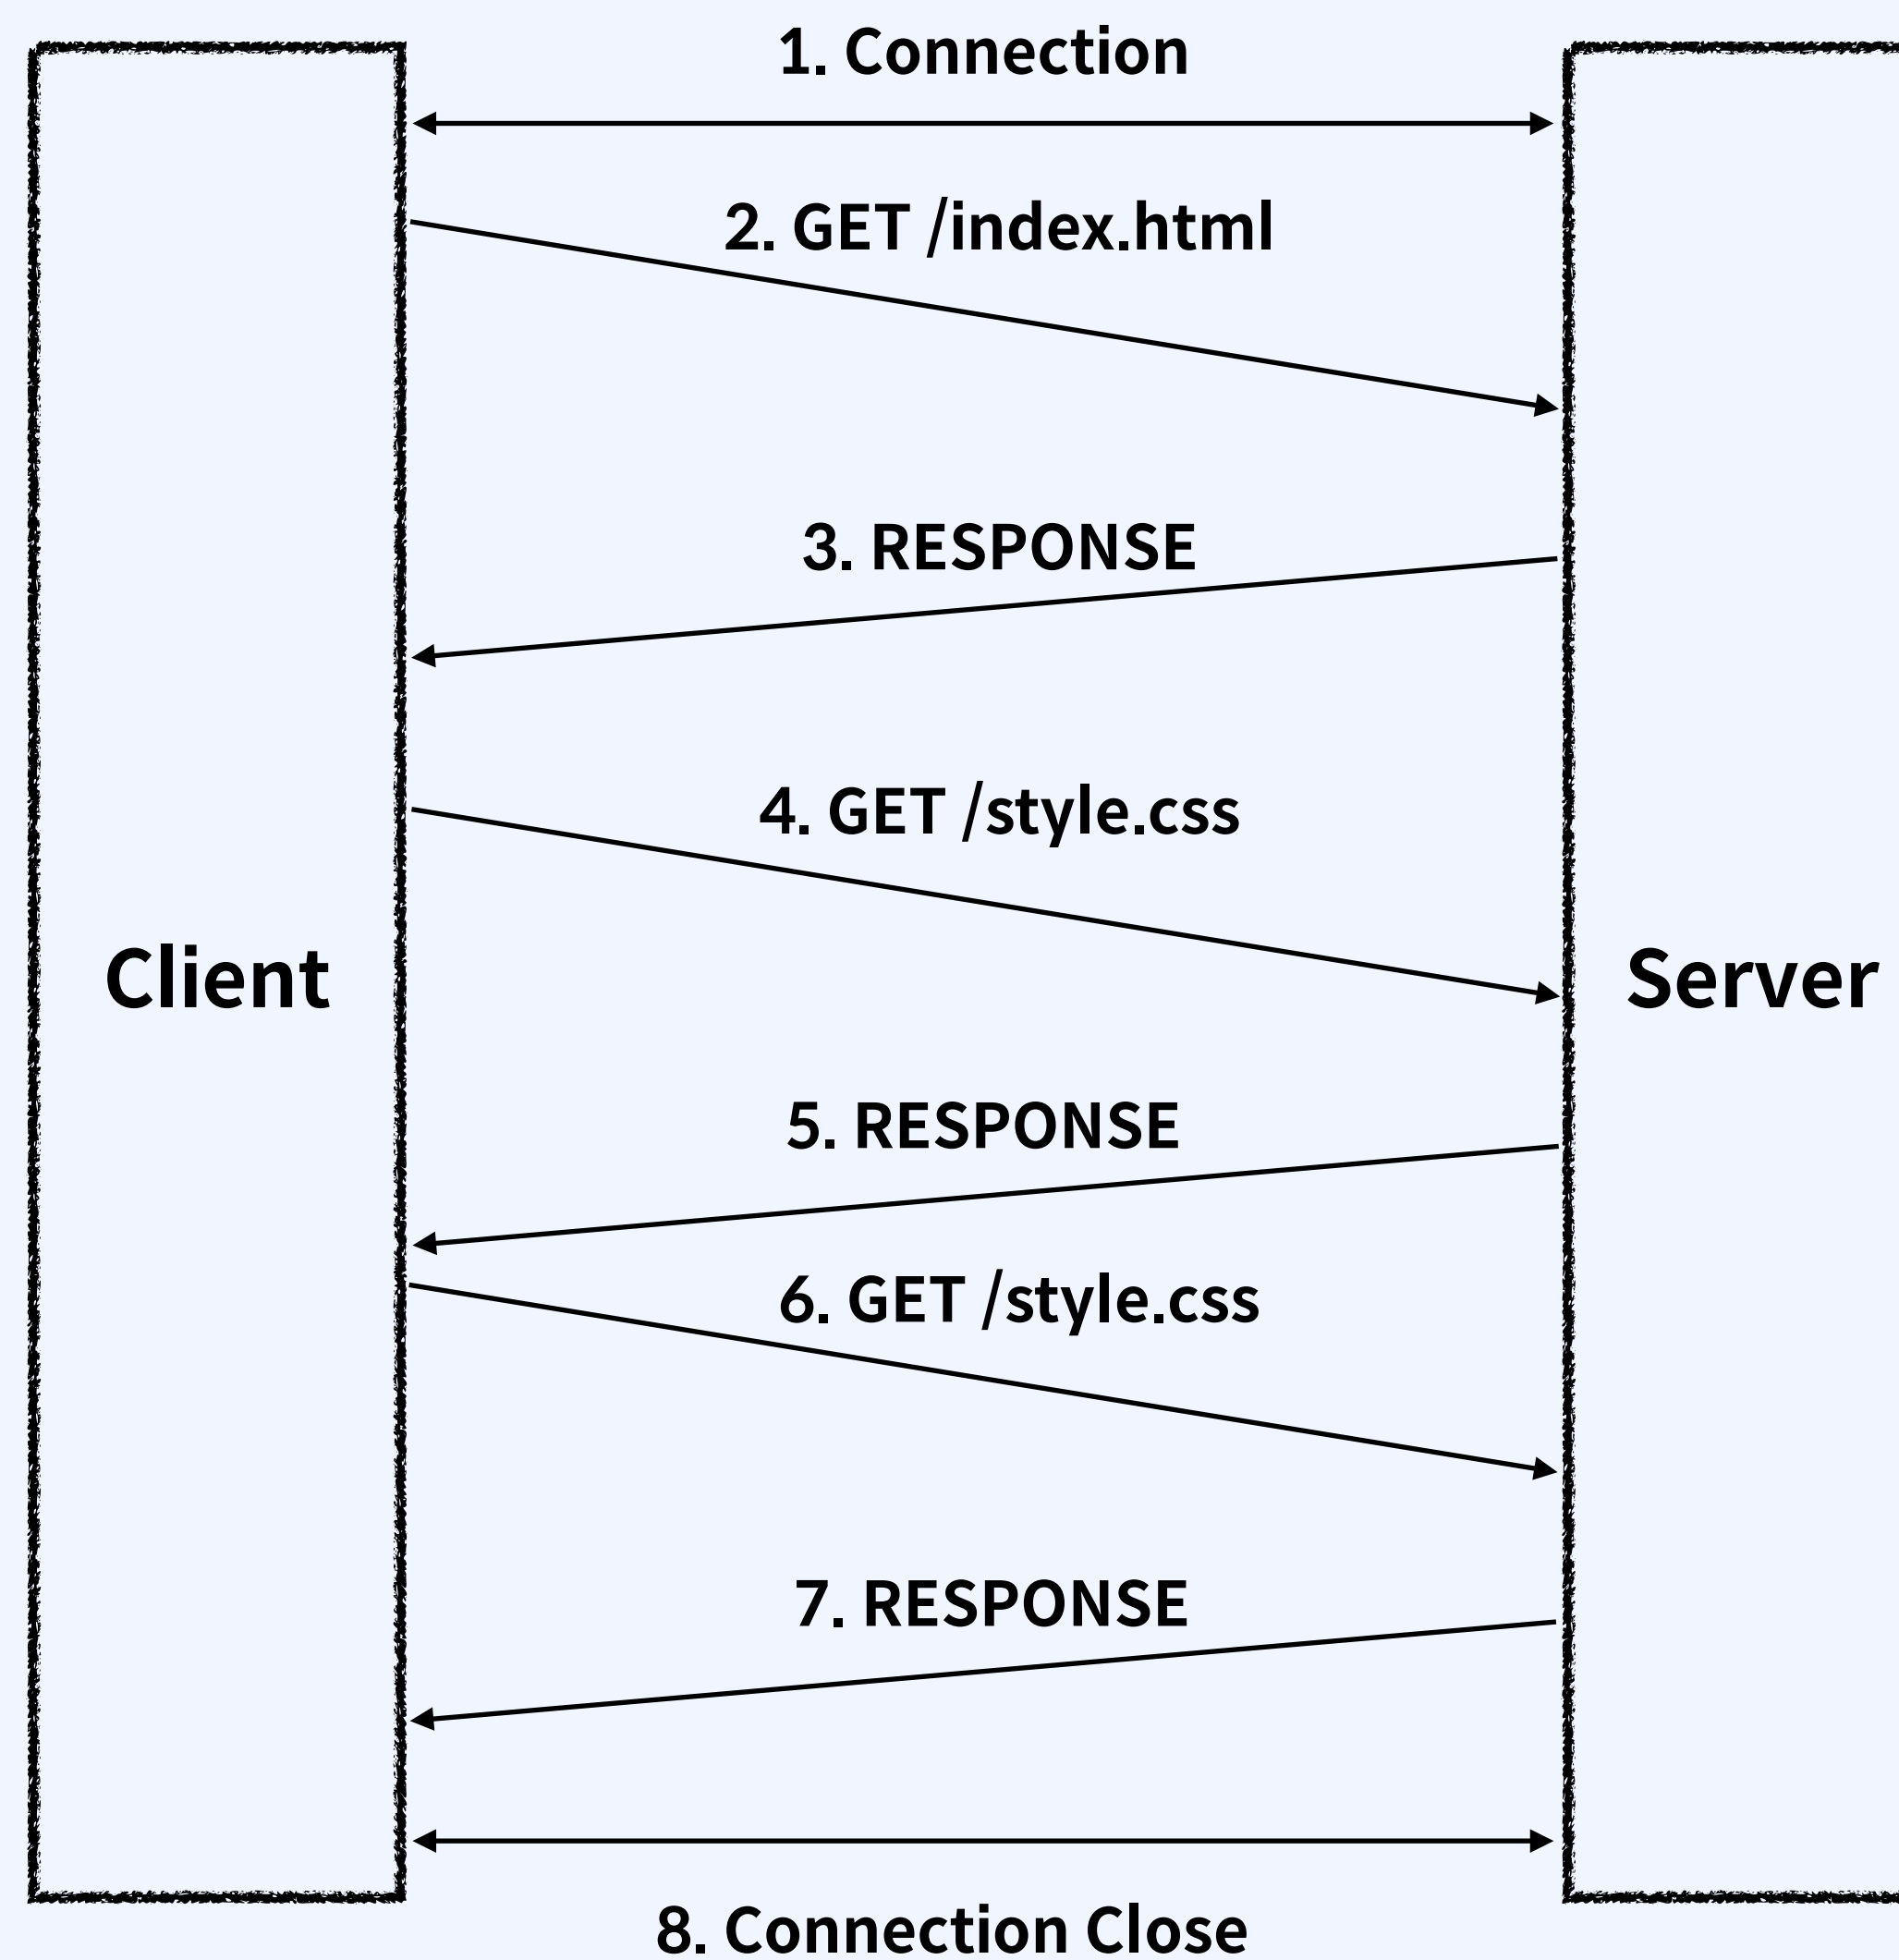 1. Connection
2. GET /index.html
3. RESPONSE
4. GET /style.css
Client
Server
5. RESPONSE
6. GET /style.css
7. RESPONSE
8. Connection Close